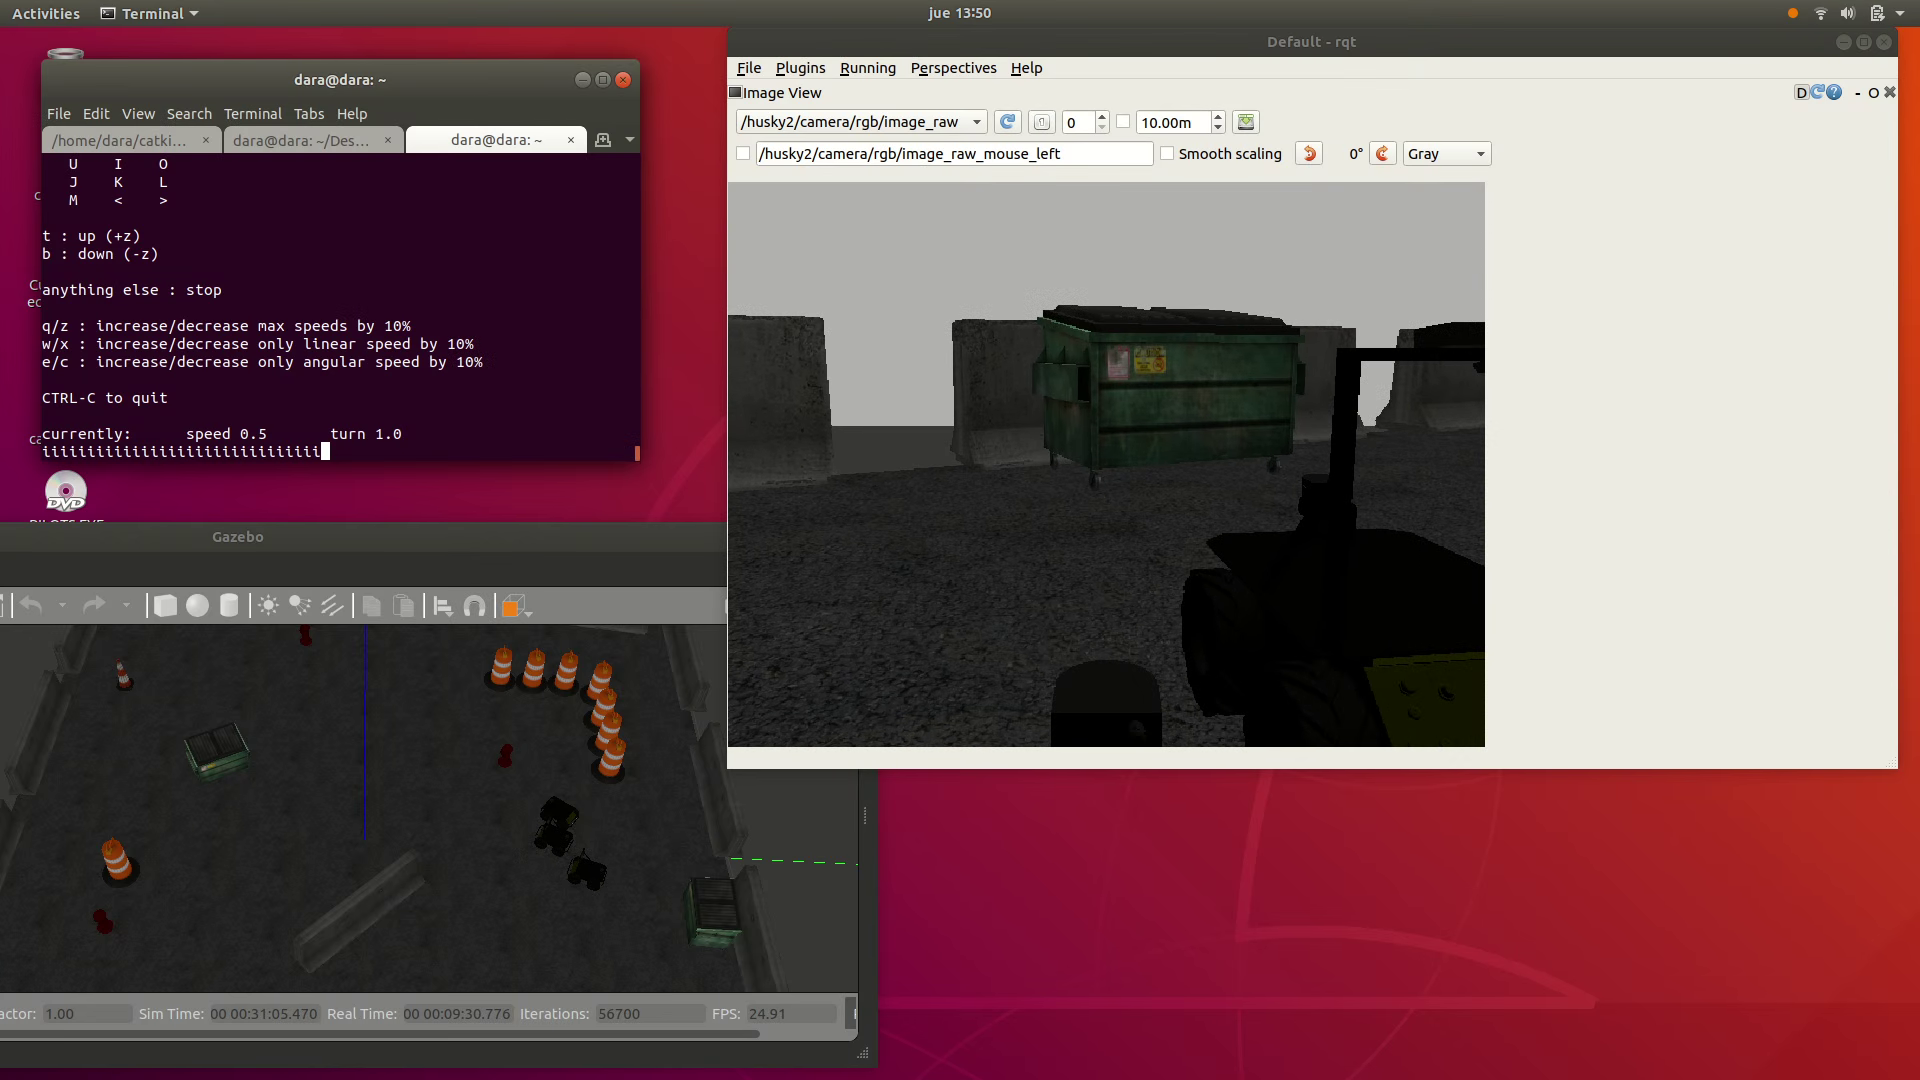 Activities
Terminal
jue 13:50
dara@dara: ~
File Edit View Search Terminal Tabs Help
/home/dara/catki... × dara@dara: ~/Des... × dara@dara: ~ ×
U I O
J K L
M < >
t : up (+z)
b : down (-z)
anything else : stop
q/z : increase/decrease max speeds by 10%
w/x : increase/decrease only linear speed by 10%
e/c : increase/decrease only angular speed by 10%
CTRL-C to quit
currently: speed 0.5 turn 1.0
iiiiiiiiiiiiiiiiiiiiiiiiiiiiiii
DVD
Default - rqt
File Plugins Running Perspectives Help
Image View
D - O
/husky2/camera/rgb/image_raw 0 10.00m
/husky2/camera/rgb/image_raw_mouse_left Smooth scaling 0° Gray
Gazebo
actor: 1.00 Sim Time: 00 00:31:05.470 Real Time: 00 00:09:30.776 Iterations: 56700 FPS: 24.91